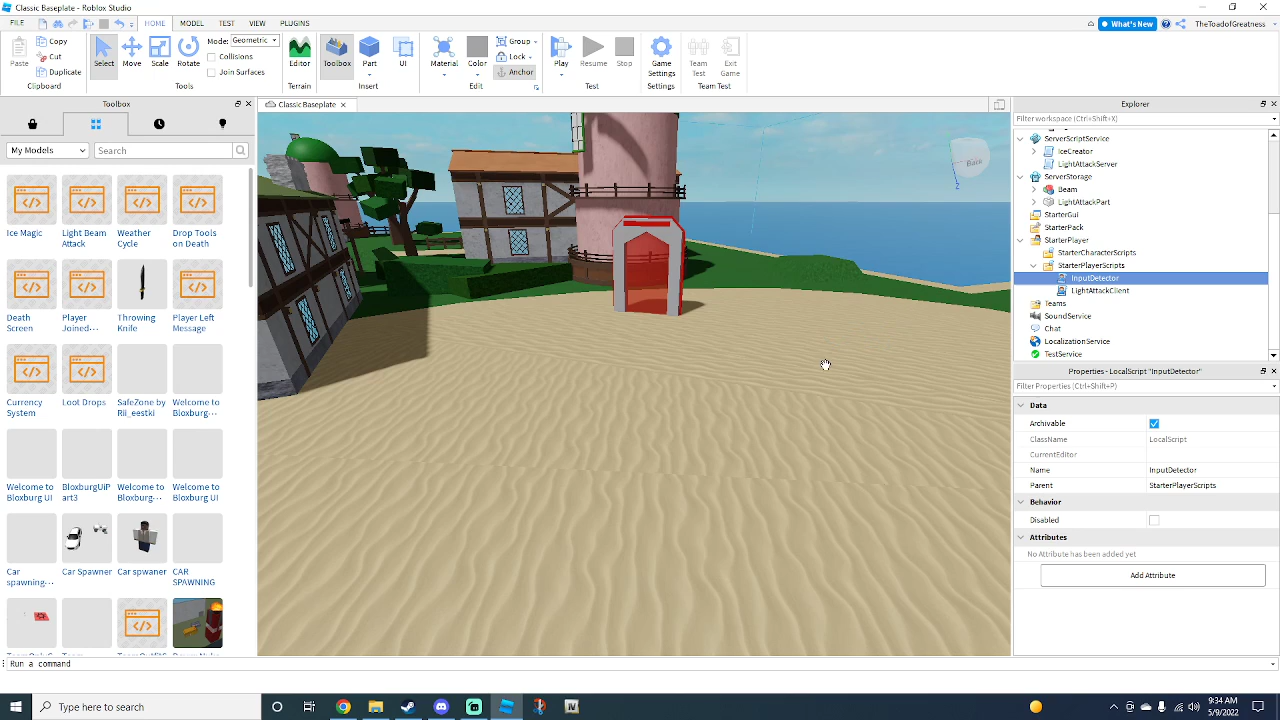 Classic Baseplate - Roblox Studio
FILE HOME MODEL TEST VIEW PLUGINS What's New TheToadofGreatness
Paste Copy Cut Duplicate Clipboard
Select Move Scale Rotate Mode: Geometric Collisions Join Surfaces Tools
Editor Terrain
Toolbox Part UI Insert
Material Color Group Lock Anchor Edit
Play Resume Stop Test
Game Settings Settings
Team Test Exit Game Team Test
Toolbox
My Models Search
Ice Magic
Light Beam Attack
Weather Cycle
Drop Tools on Death
Death Screen
Player Joined...
Throwing Knife
Player Left Message
Currency System
Loot Drops
SafeZone by Rii_eestki
Welcome to Bloxburg...
Welcome to Bloxburg UI
BloxburgUiPart3
Welcome to Bloxburg...
Welcome to Bloxburg UI
Car spawning...
Car Spawner
Car spwaner
CAR SPAWNING
Classic Baseplate
Back
Z
Explorer
Filter workspace (Ctrl+Shift+X)
ServerScriptService
IceCreator
LightAttackServer
ServerStorage
Beam
LightAttackPart
StarterGui
StarterPack
StarterPlayer
StarterCharacterScripts
StarterPlayerScripts
InputDetector
LightAttackClient
Teams
SoundService
Chat
LocalizationService
TestService
Properties - LocalScript "InputDetector"
Filter Properties (Ctrl+Shift+P)
Data
Archivable
ClassName LocalScript
CurrentEditor
Name InputDetector
Parent StarterPlayerScripts
Behavior
Disabled
Attributes
No Attribute has been added yet
Add Attribute
Run a command
Type here to search
9:34 AM
5/9/2022